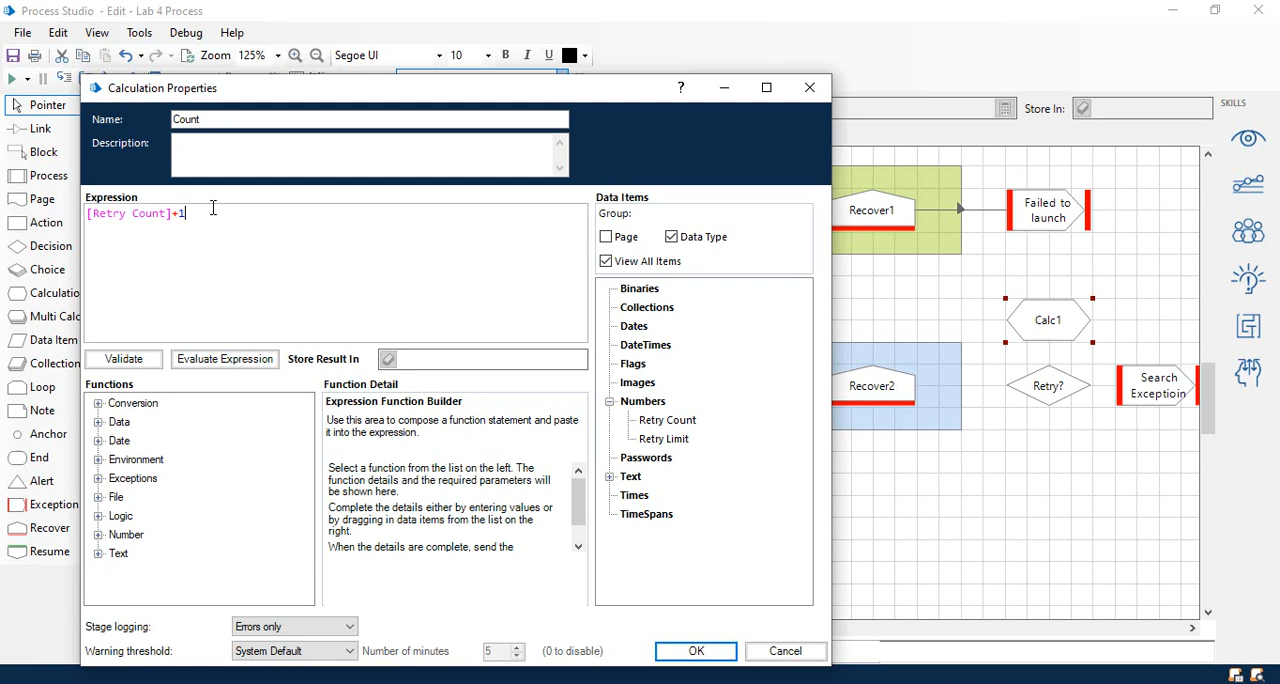 Process Studio - Edit - Lab 4 Process
File Edit View Tools Debug Help
Zoom 125% Segoe UI 10 B I U
Pointer
Link
Block
Process
Page
Action
Decision
Choice
Calculatio
Multi Calc
Data Item
Collection
Loop
Note
Anchor
End
Alert
Exception
Recover
Resume
Calculation Properties
?
Name: Count
Description:
Expression
[Retry Count]+1
Validate Evaluate Expression Store Result In
Functions
Conversion
Data
Date
Environment
Exceptions
File
Logic
Number
Text
Function Detail
Expression Function Builder
Use this area to compose a function statement and paste
it into the expression.
Select a function from the list on the left. The
function details and the required parameters will
be shown here.
Complete the details either by entering values or
by dragging in data items from the list on the
right.
When the details are complete, send the
Data Items
Group:
Page Data Type
View All Items
Binaries
Collections
Dates
DateTimes
Flags
Images
Numbers
Retry Count
Retry Limit
Passwords
Text
Times
TimeSpans
Stage logging: Errors only
Warning threshold: System Default Number of minutes 5 (0 to disable)
OK Cancel
Store In:
SKILLS
Recover1
Failed to
launch
Calc1
Recover2
Retry?
Search
Exceptioin